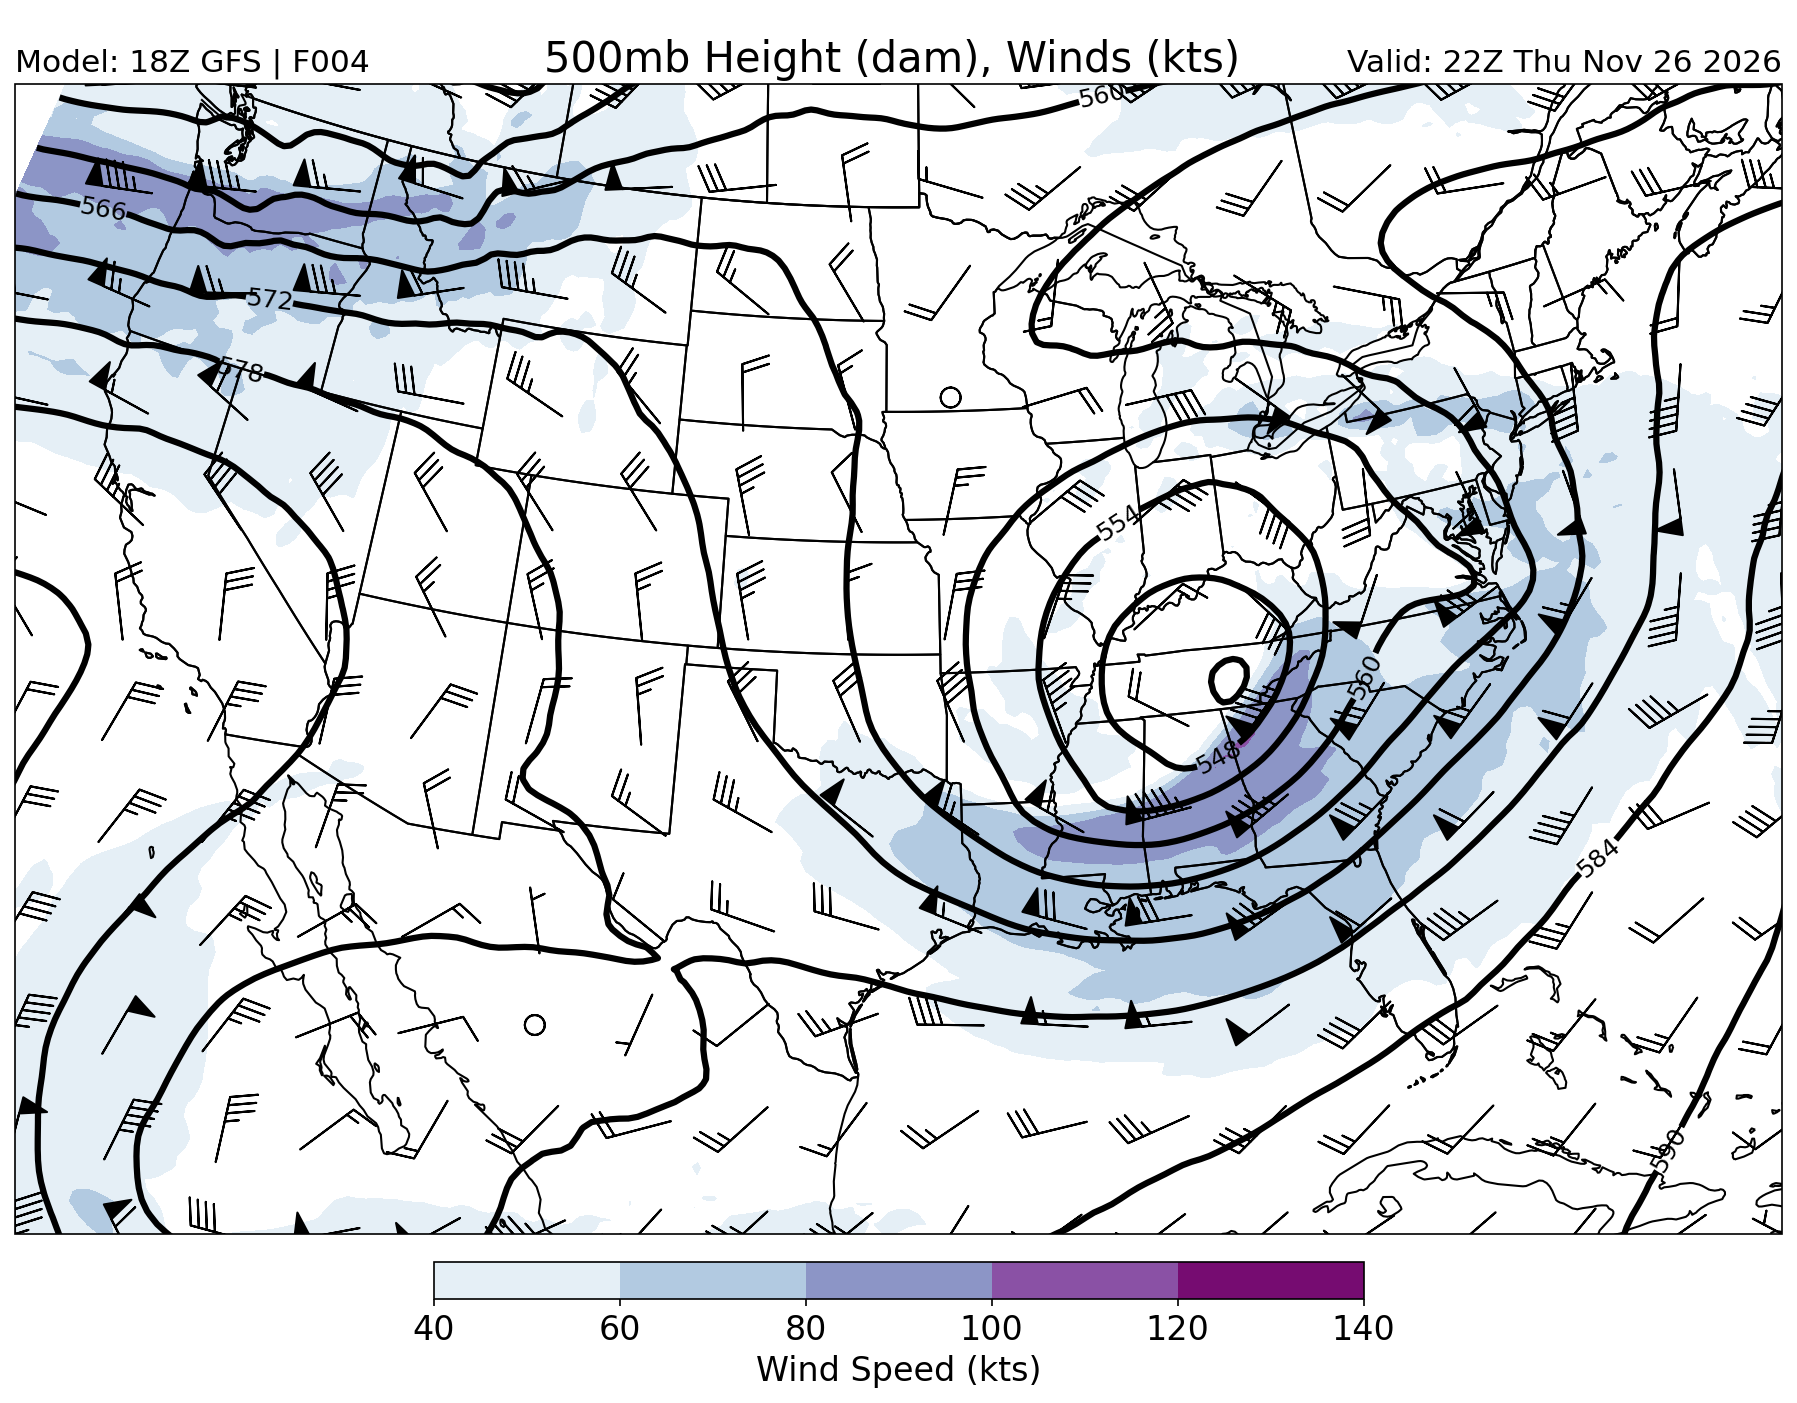 Model: 18Z GFS | F004
500mb Height (dam), Winds (kts)
Valid: 22Z Thu Nov 26 2026
560
566
572
578
554
560
548
584
590
40 60 80 100 120 140
Wind Speed (kts)